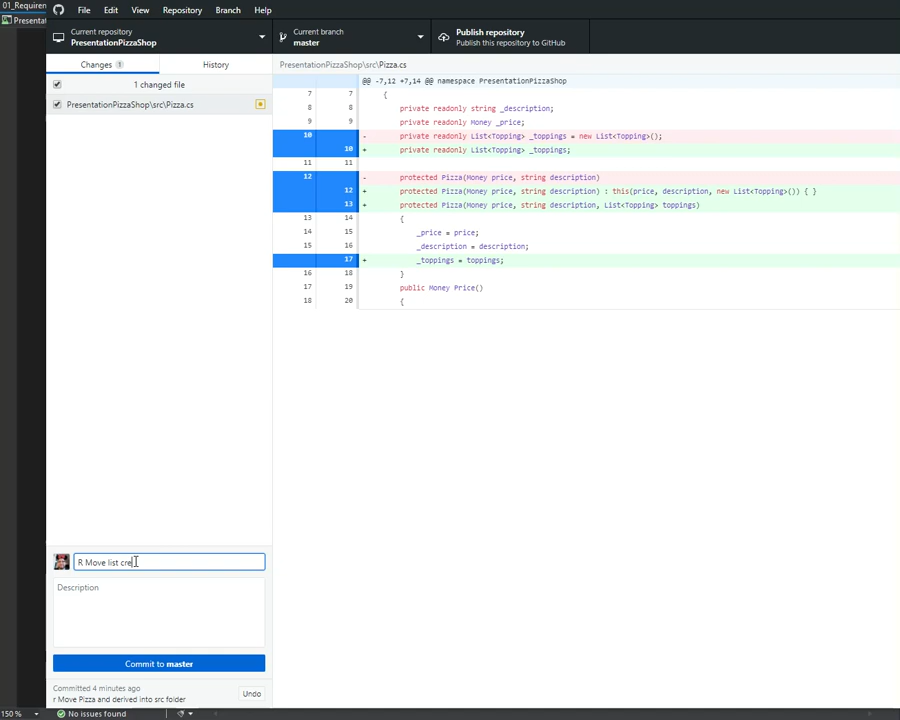 01_Requiren
File Edit View Repository Branch Help
Presentat
Current repository
PresentationPizzaShop
Current branch
master
Publish repository
Publish this repository to GitHub
Changes 1 History
PresentationPizzaShop\src\Pizza.cs
1 changed file
PresentationPizzaShop\src\Pizza.cs
@@ -7,12 +7,14 @@ namespace PresentationPizzaShop
7 7 {
8 8 private readonly string _description;
9 9 private readonly Money _price;
10 - private readonly List<Topping> _toppings = new List<Topping>();
10 + private readonly List<Topping> _toppings;
11 11
12 - protected Pizza(Money price, string description)
12 + protected Pizza(Money price, string description) : this(price, description, new List<Topping>()) { }
13 + protected Pizza(Money price, string description, List<Topping> toppings)
13 14 {
14 15 _price = price;
15 16 _description = description;
17 + _toppings = toppings;
16 18 }
17 19 public Money Price()
18 20 {
R Move list cre
Description
Commit to master
Committed 4 minutes ago
r Move Pizza and derived into src folder
Undo
150 % No issues found